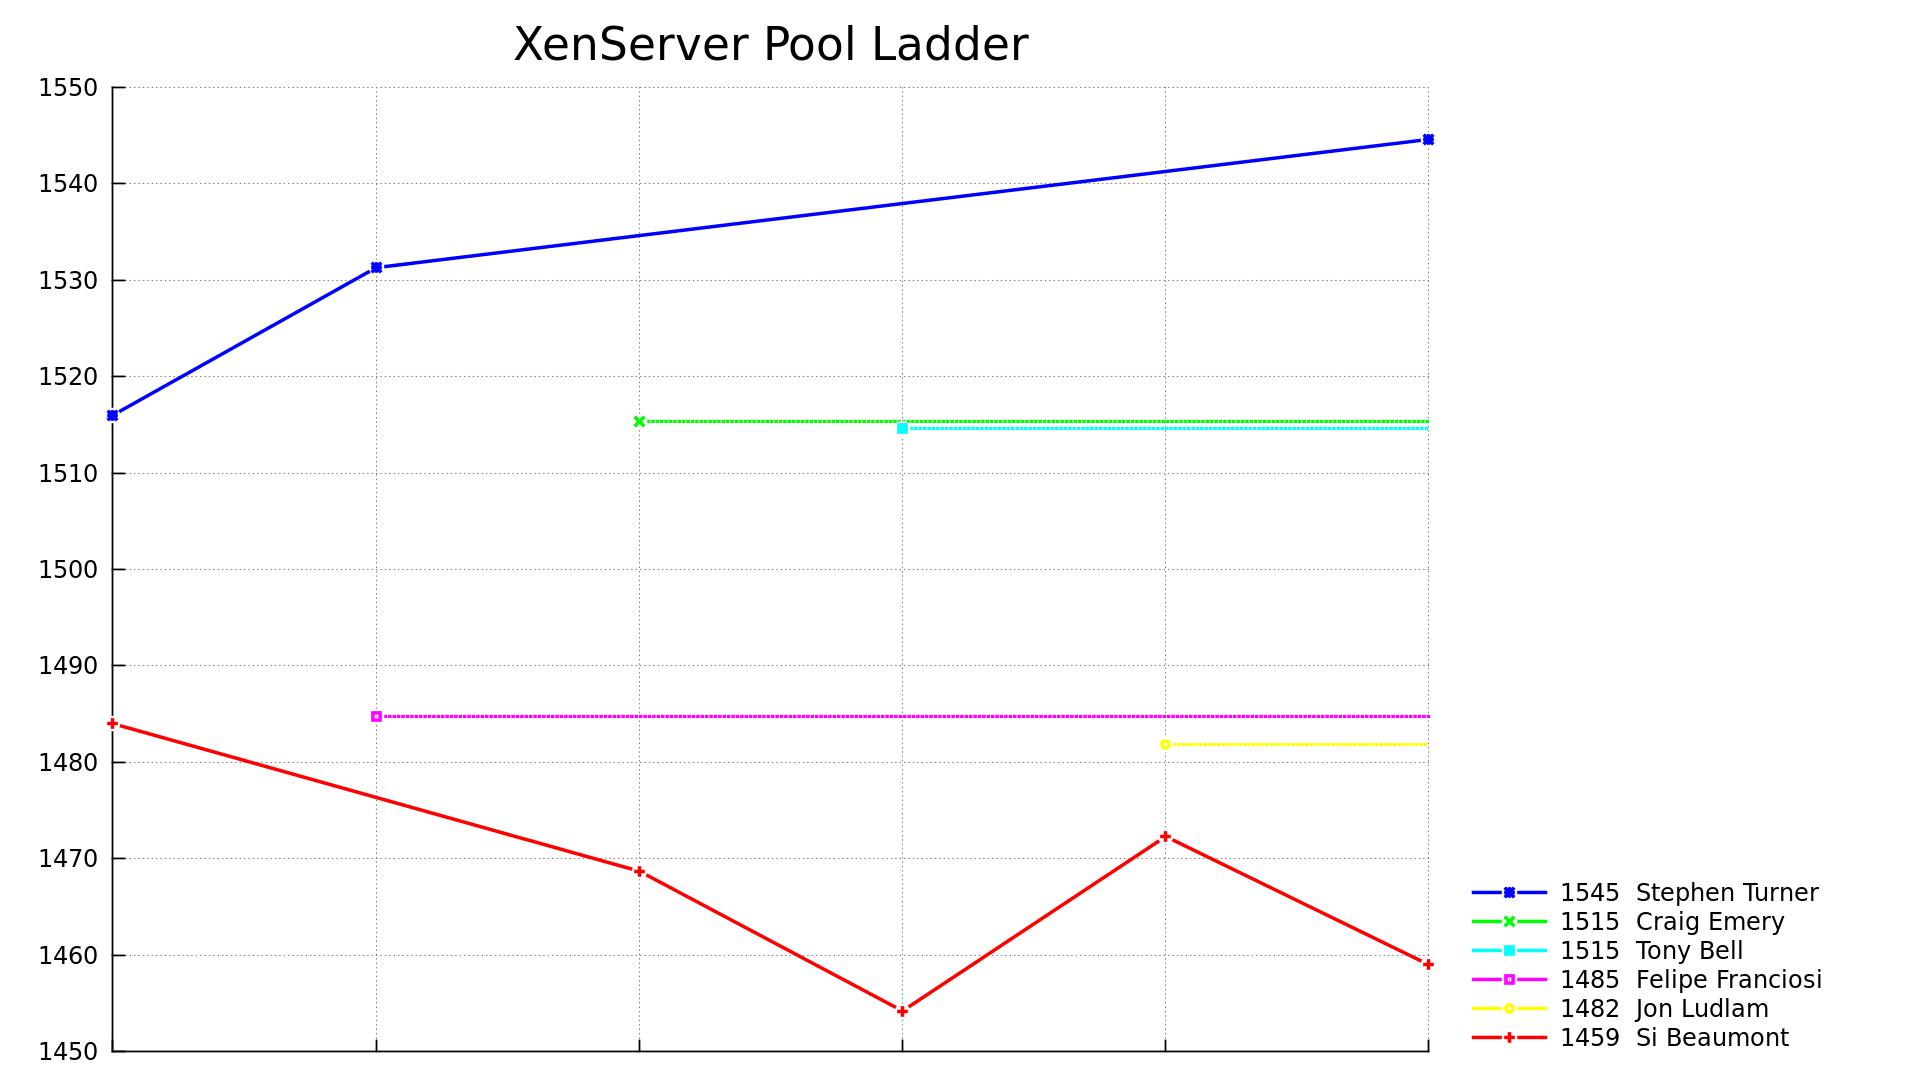 XenServer Pool Ladder
1550
1540
1530
1520
1510
1500
1490
1480
1470
1460
1450
1545 Stephen Turner
1515 Craig Emery
1515 Tony Bell
1485 Felipe Franciosi
1482 Jon Ludlam
1459 Si Beaumont